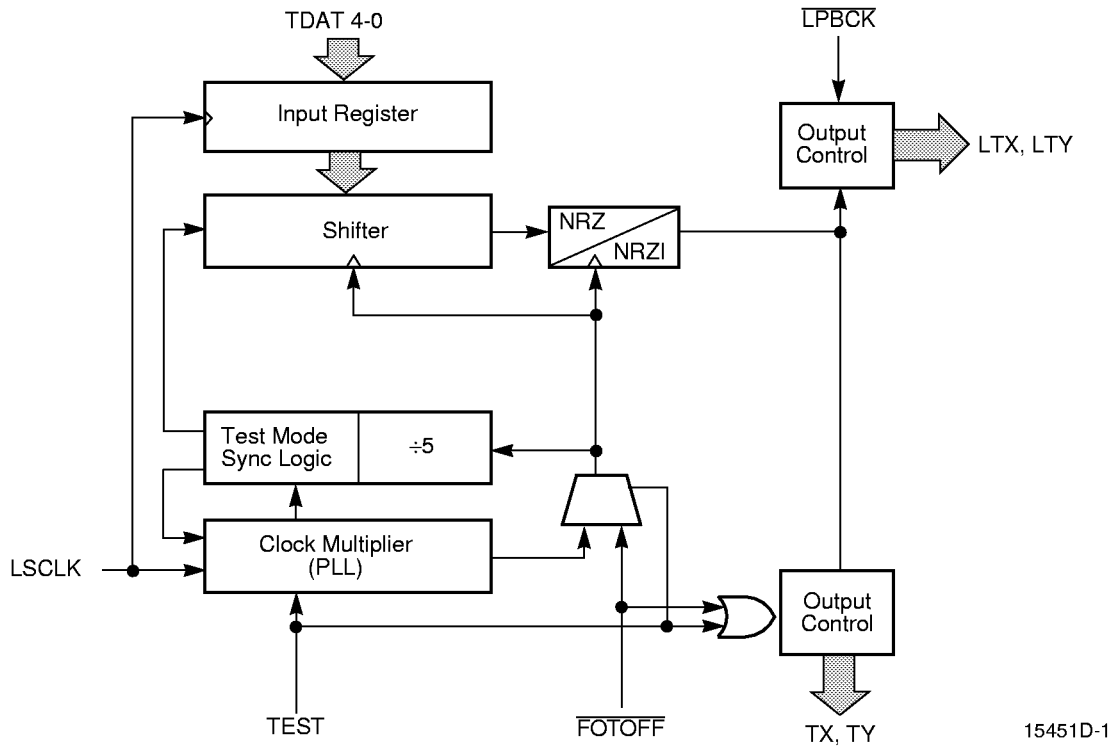 TDAT 4-0
LPBCK
Input Register
Output
Control
LTX, LTY
Shifter
NRZ
NRZI
Test Mode
Sync Logic
÷5
Clock Multiplier
(PLL)
LSCLK
Output
Control
TEST
FOTOFF
TX, TY
15451D-1